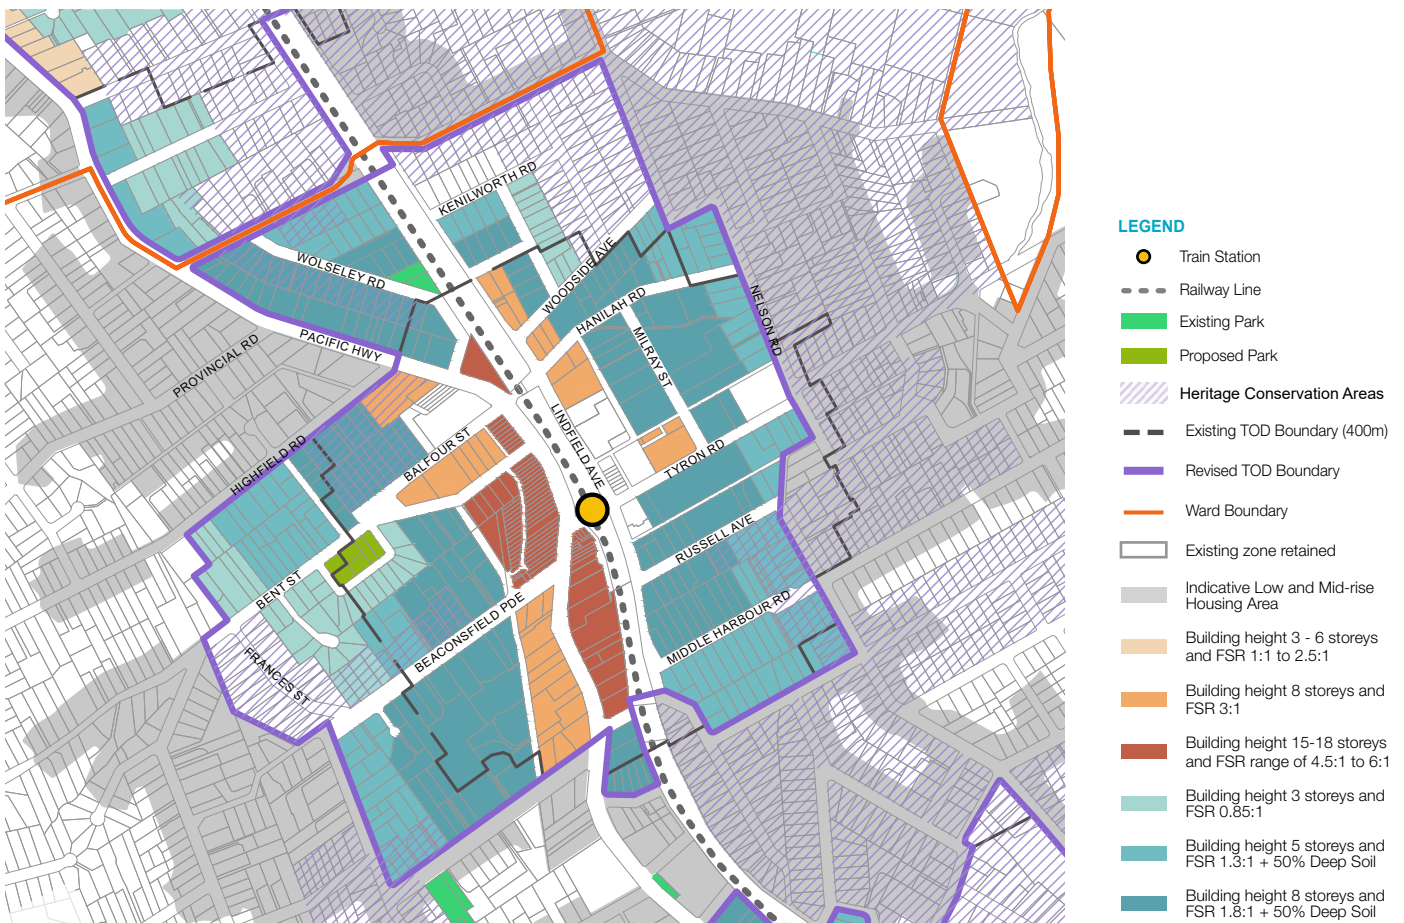 KENILWORTH RD
WOLSELEY RD
WOODSIDE AVE
HANILAH RD
NELSON RD
PACIFIC HWY
PROVINCIAL RD
MILRAY ST
LINDFIELD AVE
BALFOUR ST
HIGHFIELD RD
TYRON RD
RUSSELL AVE
BENT ST
BEACONSFIELD PDE
MIDDLE HARBOUR RD
FRANCES ST
LEGEND
Train Station
Railway Line
Existing Park
Proposed Park
Heritage Conservation Areas
Existing TOD Boundary (400m)
Revised TOD Boundary
Ward Boundary
Existing zone retained
Indicative Low and Mid-rise
Housing Area
Building height 3 - 6 storeys
and FSR 1:1 to 2.5:1
Building height 8 storeys and
FSR 3:1
Building height 15-18 storeys
and FSR range of 4.5:1 to 6:1
Building height 3 storeys and
FSR 0.85:1
Building height 5 storeys and
FSR 1.3:1 + 50% Deep Soil
Building height 8 storeys and
FSR 1.8:1 + 50% Deep Soil